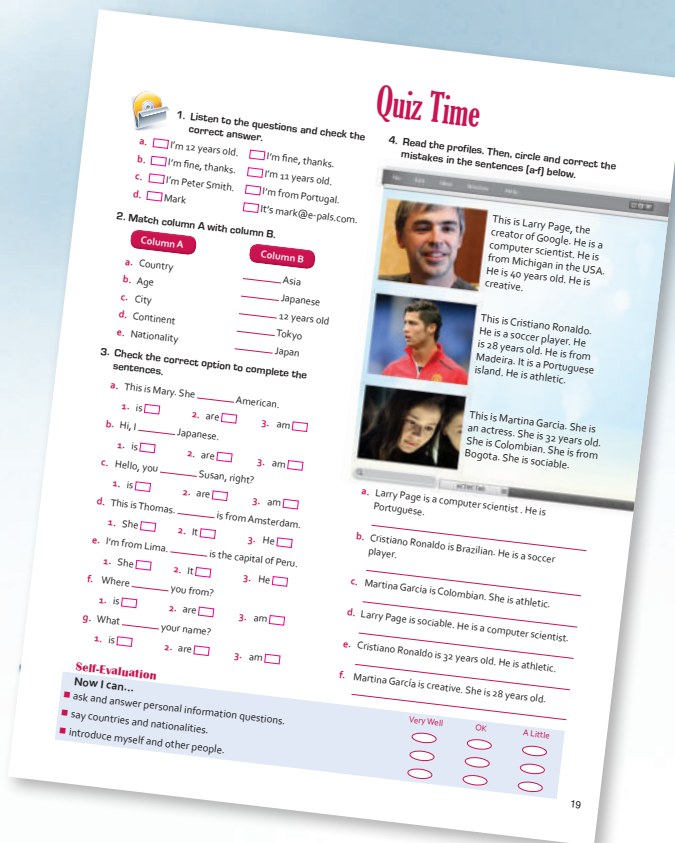 Quiz Time
1. Listen to the questions and check the
correct answer.
a. I'm 12 years old. I'm fine, thanks.
b. I'm fine, thanks. I'm 11 years old.
c. I'm Peter Smith. I'm from Portugal.
d. Mark It's mark@e-pals.com.
2. Match column A with column B.
Column A Column B
a. Country ______ Asia
b. Age ______ Japanese
c. City ______ 12 years old
d. Continent ______ Tokyo
e. Nationality ______ Japan
3. Check the correct option to complete the
sentences.
a. This is Mary. She ______ American.
1. is 2. are 3. am
b. Hi, I ______ Japanese.
1. is 2. are 3. am
c. Hello, you ______ Susan, right?
1. is 2. are 3. am
d. This is Thomas. ______ is from Amsterdam.
1. She 2. It 3. He
e. I'm from Lima. ______ is the capital of Peru.
1. She 2. It 3. He
f. Where ______ you from?
1. is 2. are 3. am
g. What ______ your name?
1. is 2. are 3. am
4. Read the profiles. Then, circle and correct the
mistakes in the sentences (a-f) below.
This is Larry Page, the
creator of Google. He is a
computer scientist. He is
from Michigan in the USA.
He is 40 years old. He is
creative.
This is Cristiano Ronaldo.
He is a soccer player. He
is 28 years old. He is from
Madeira. It is a Portuguese
island. He is athletic.
This is Martina Garcia. She is
an actress. She is 32 years old.
She is Colombian. She is from
Bogota. She is sociable.
a. Larry Page is a computer scientist . He is
Portuguese.
b. Cristiano Ronaldo is Brazilian. He is a soccer
player.
c. Martina Garcia is Colombian. She is athletic.
d. Larry Page is sociable. He is a computer scientist.
e. Cristiano Ronaldo is 32 years old. He is athletic.
f. Martina García is creative. She is 28 years old.
Self-Evaluation
Now I can...
Very Well OK A Little
ask and answer personal information questions.
say countries and nationalities.
introduce myself and other people.
19